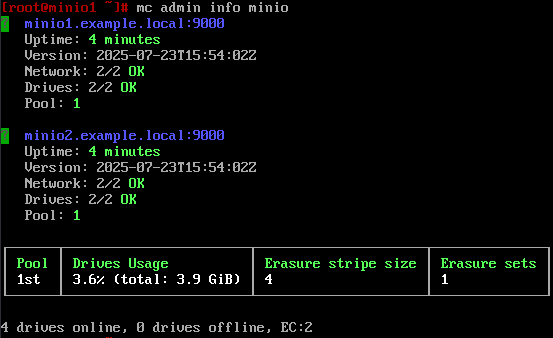 [root@minio1 ~]# mc admin info minio
? minio1.example.local:9000
Uptime: 4 minutes
Version: 2025-07-23T15:54:02Z
Network: 2/2 OK
Drives: 2/2 OK
Pool: 1
? minio2.example.local:9000
Uptime: 4 minutes
Version: 2025-07-23T15:54:02Z
Network: 2/2 OK
Drives: 2/2 OK
Pool: 1
Pool Drives Usage Erasure stripe size Erasure sets
1st 3.6% (total: 3.9 GiB) 4 1
4 drives online, 0 drives offline, EC:2